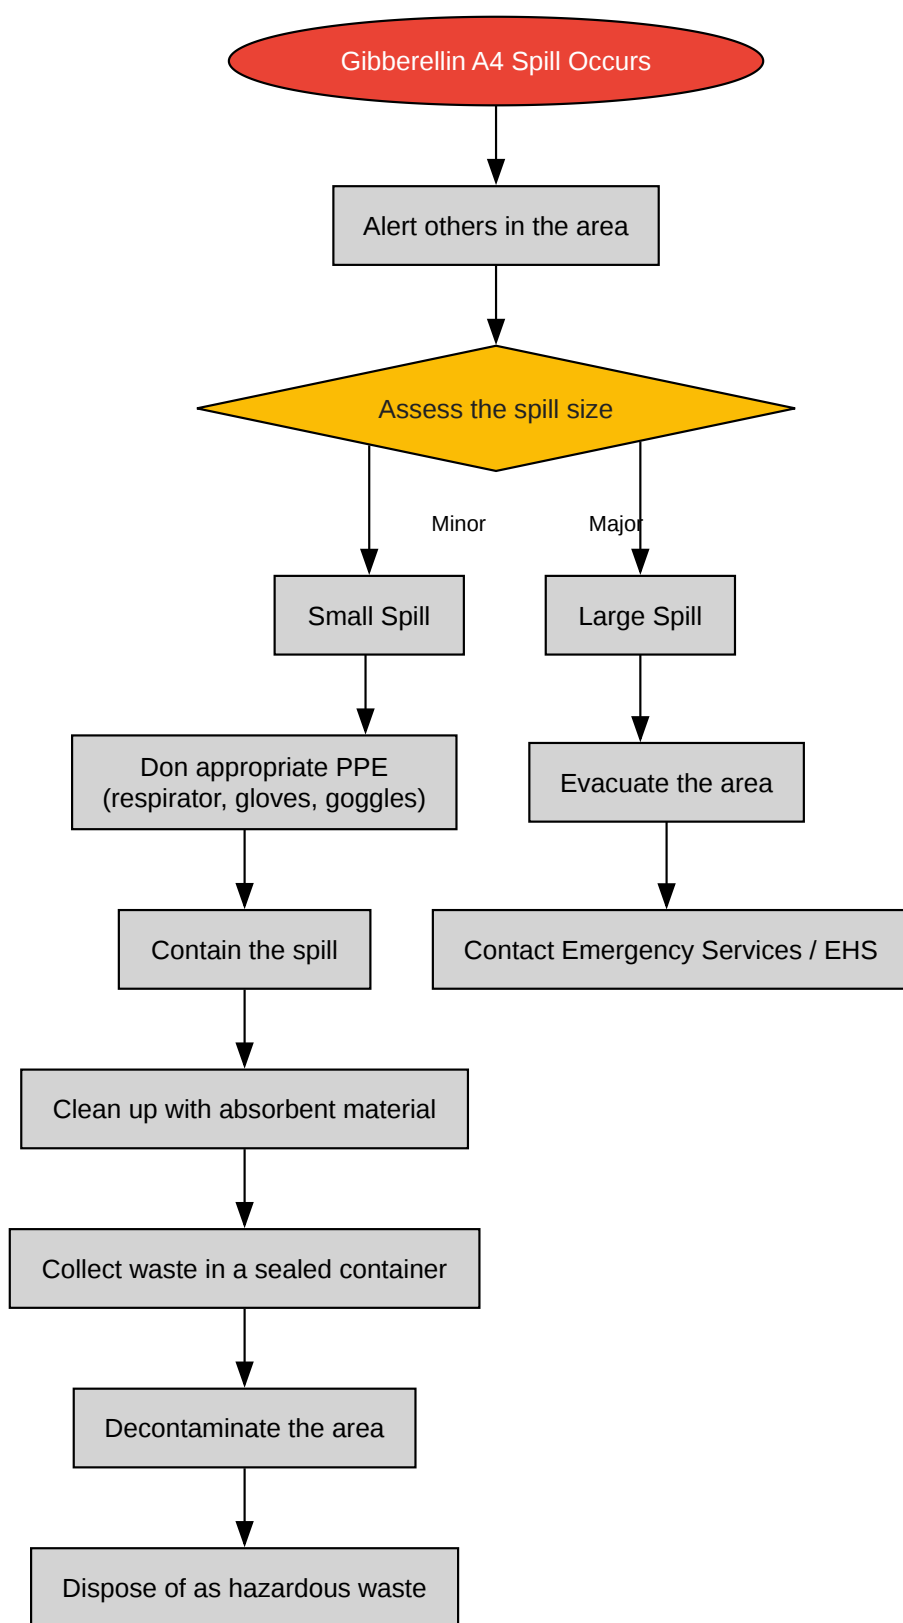 Gibberellin A4 Spill Occurs
Alert others in the area
Assess the spill size
Minor
Major
Small Spill
Large Spill
Don appropriate PPE
(respirator, gloves, goggles)
Evacuate the area
Contain the spill
Contact Emergency Services / EHS
Clean up with absorbent material
Collect waste in a sealed container
Decontaminate the area
Dispose of as hazardous waste